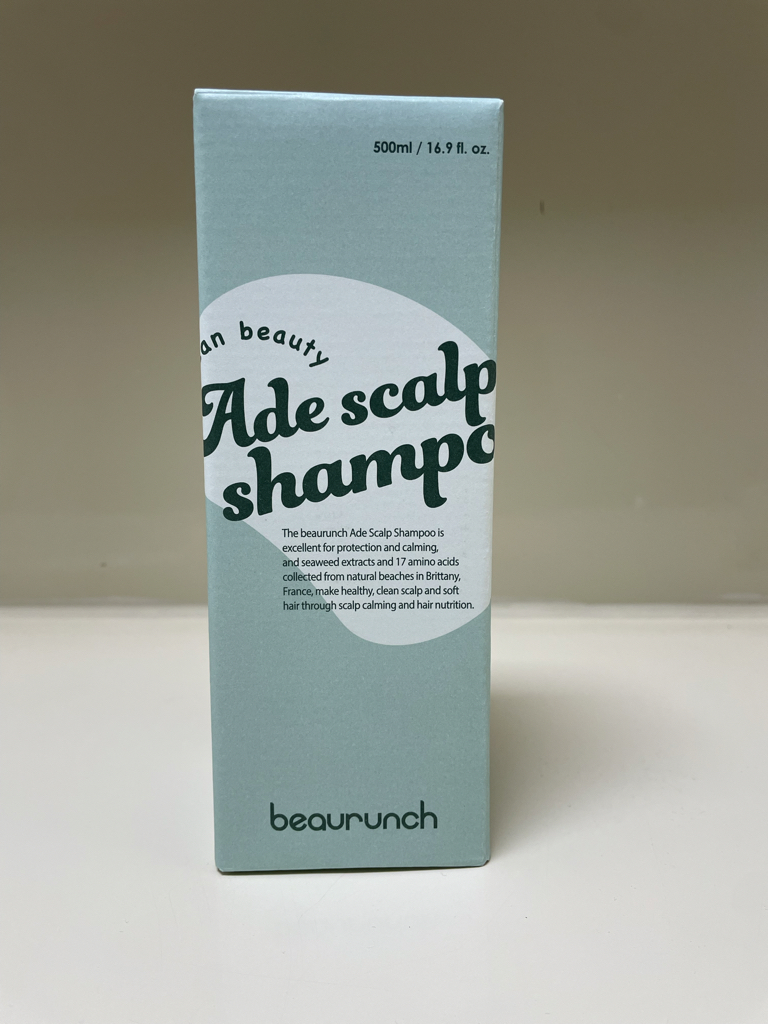 500ml / 16.9 fl. oz.
an beauty
Ade scalp
shampo
The beaurunch Ade Scalp Shampoo is
excellent for protection and calming,
and seaweed extracts and 17 amino acids
collected from natural beaches in Brittany,
France, make healthy, clean scalp and soft
hair through scalp calming and hair nutrition.
beaurunch